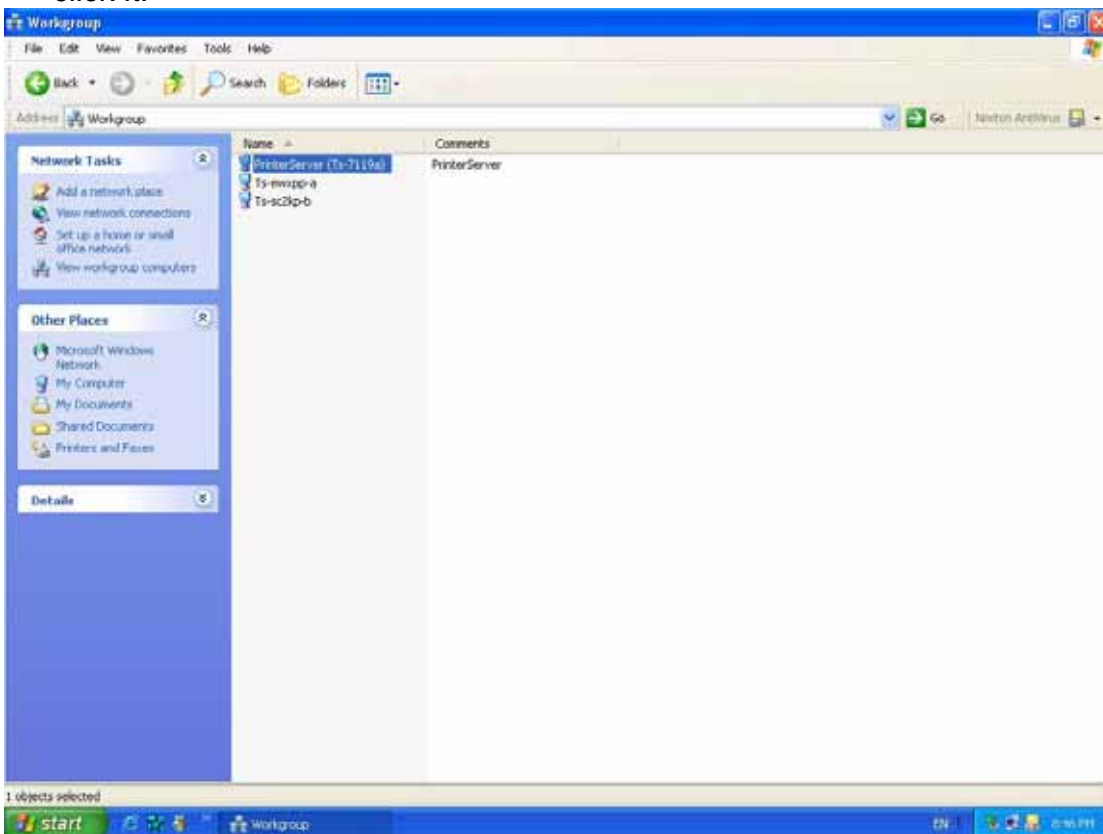 click it.
Workgroup
File Edit View Favorites Tools Help
Back Search Folders
Address Workgroup Go Norton AntiVirus
Name Comments
PrinterServer (Ts-7119a) PrinterServer
Ts-sc2kp-b
Network Tasks
Add a network place
View network connections
Set up a home or small
office network
View workgroup computers
Other Places
Microsoft Windows
Network
My Computer
My Documents
Shared Documents
Printers and Faxes
Details
1 objects selected
start Workgroup EN PM